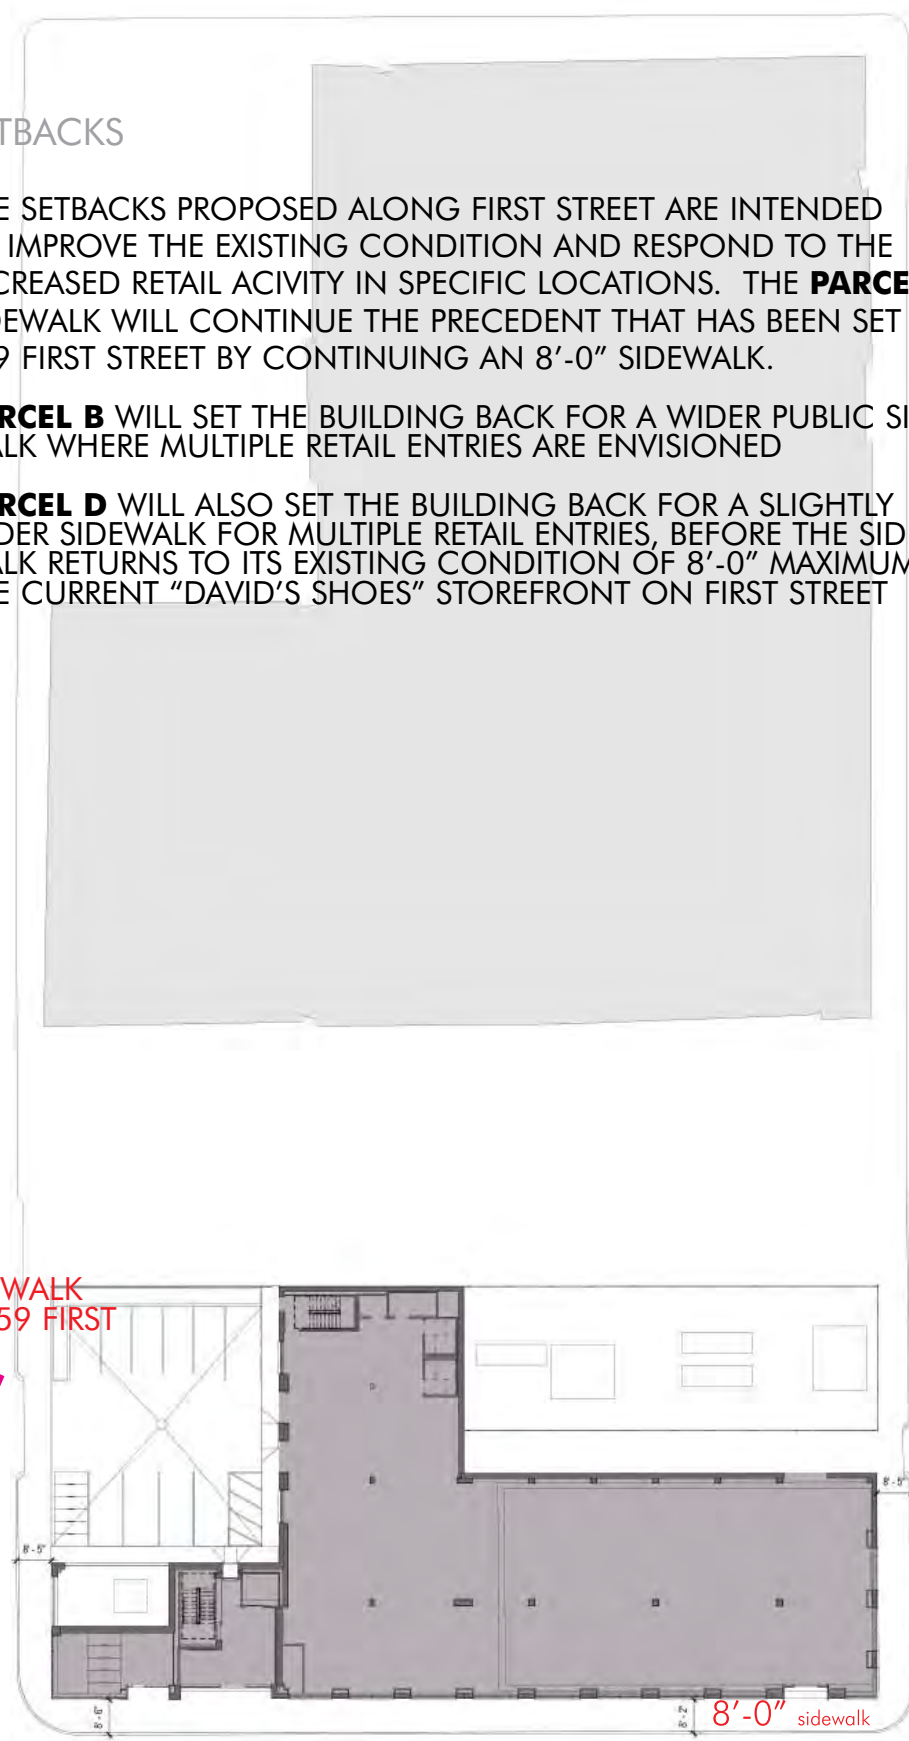 TBACKS
E SETBACKS PROPOSED ALONG FIRST STREET ARE INTENDED
IMPROVE THE EXISTING CONDITION AND RESPOND TO THE
CREASED RETAIL ACIVITY IN SPECIFIC LOCATIONS. THE PARCE
DEWALK WILL CONTINUE THE PRECEDENT THAT HAS BEEN SET
9 FIRST STREET BY CONTINUING AN 8'-0" SIDEWALK.
RCEL B WILL SET THE BUILDING BACK FOR A WIDER PUBLIC SI
ALK WHERE MULTIPLE RETAIL ENTRIES ARE ENVISIONED
RCEL D WILL ALSO SET THE BUILDING BACK FOR A SLIGHTLY
DER SIDEWALK FOR MULTIPLE RETAIL ENTRIES, BEFORE THE SID
ALK RETURNS TO ITS EXISTING CONDITION OF 8'-0" MAXIMUM
E CURRENT “DAVID'S SHOES” STOREFRONT ON FIRST STREET
WALK
59 FIRST
8'-5"
8'-5"
8'-6"
8'-2"
8'-0" sidewalk